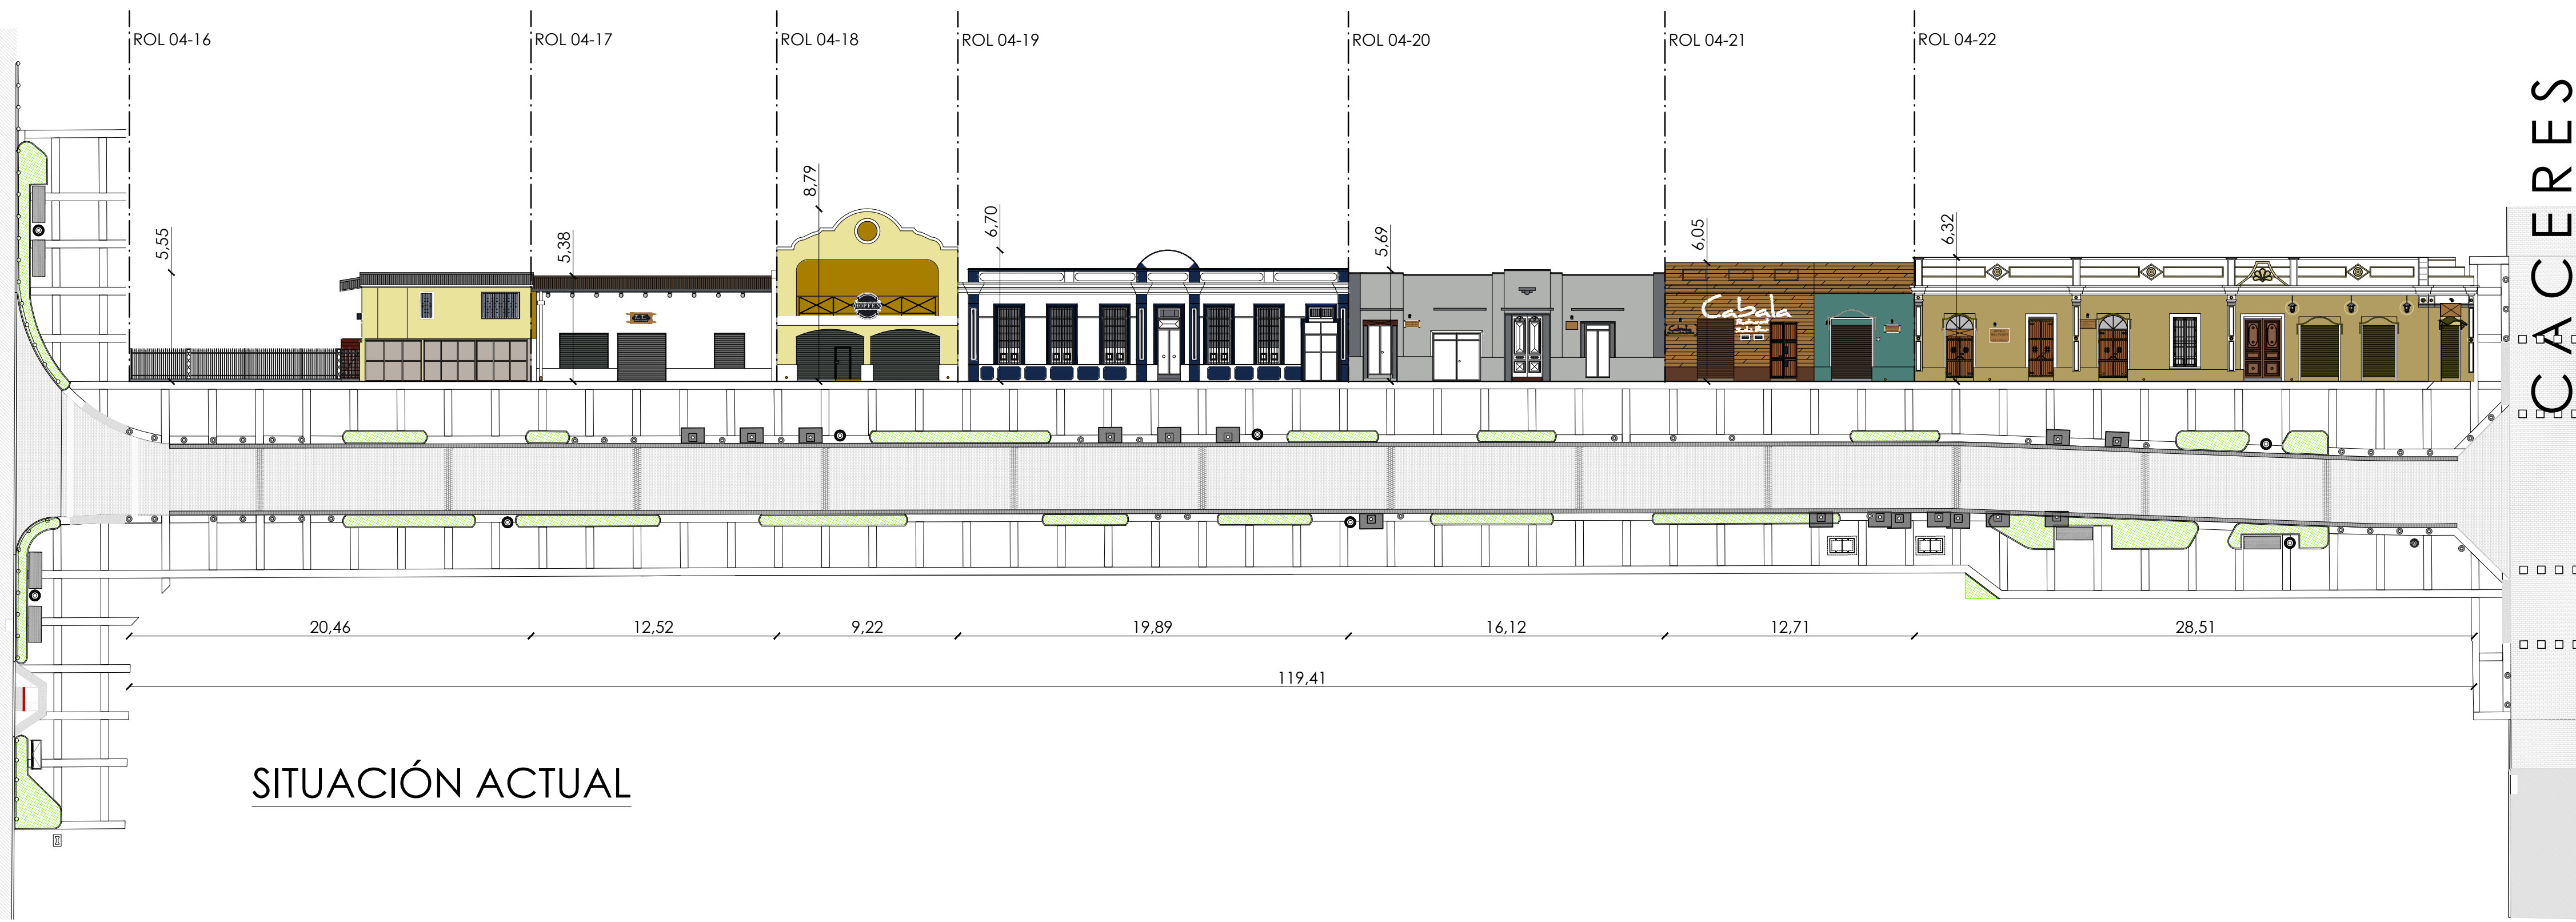 ROL 04-16
ROL 04-17
ROL 04-18
ROL 04-19
ROL 04-20
ROL 04-21
ROL 04-22
CACERES
5,55
5,38
8,79
6,70
5,69
6,05
6,32
Cabala
20,46
12,52
9,22
19,89
16,12
12,71
28,51
119,41
SITUACIÓN ACTUAL